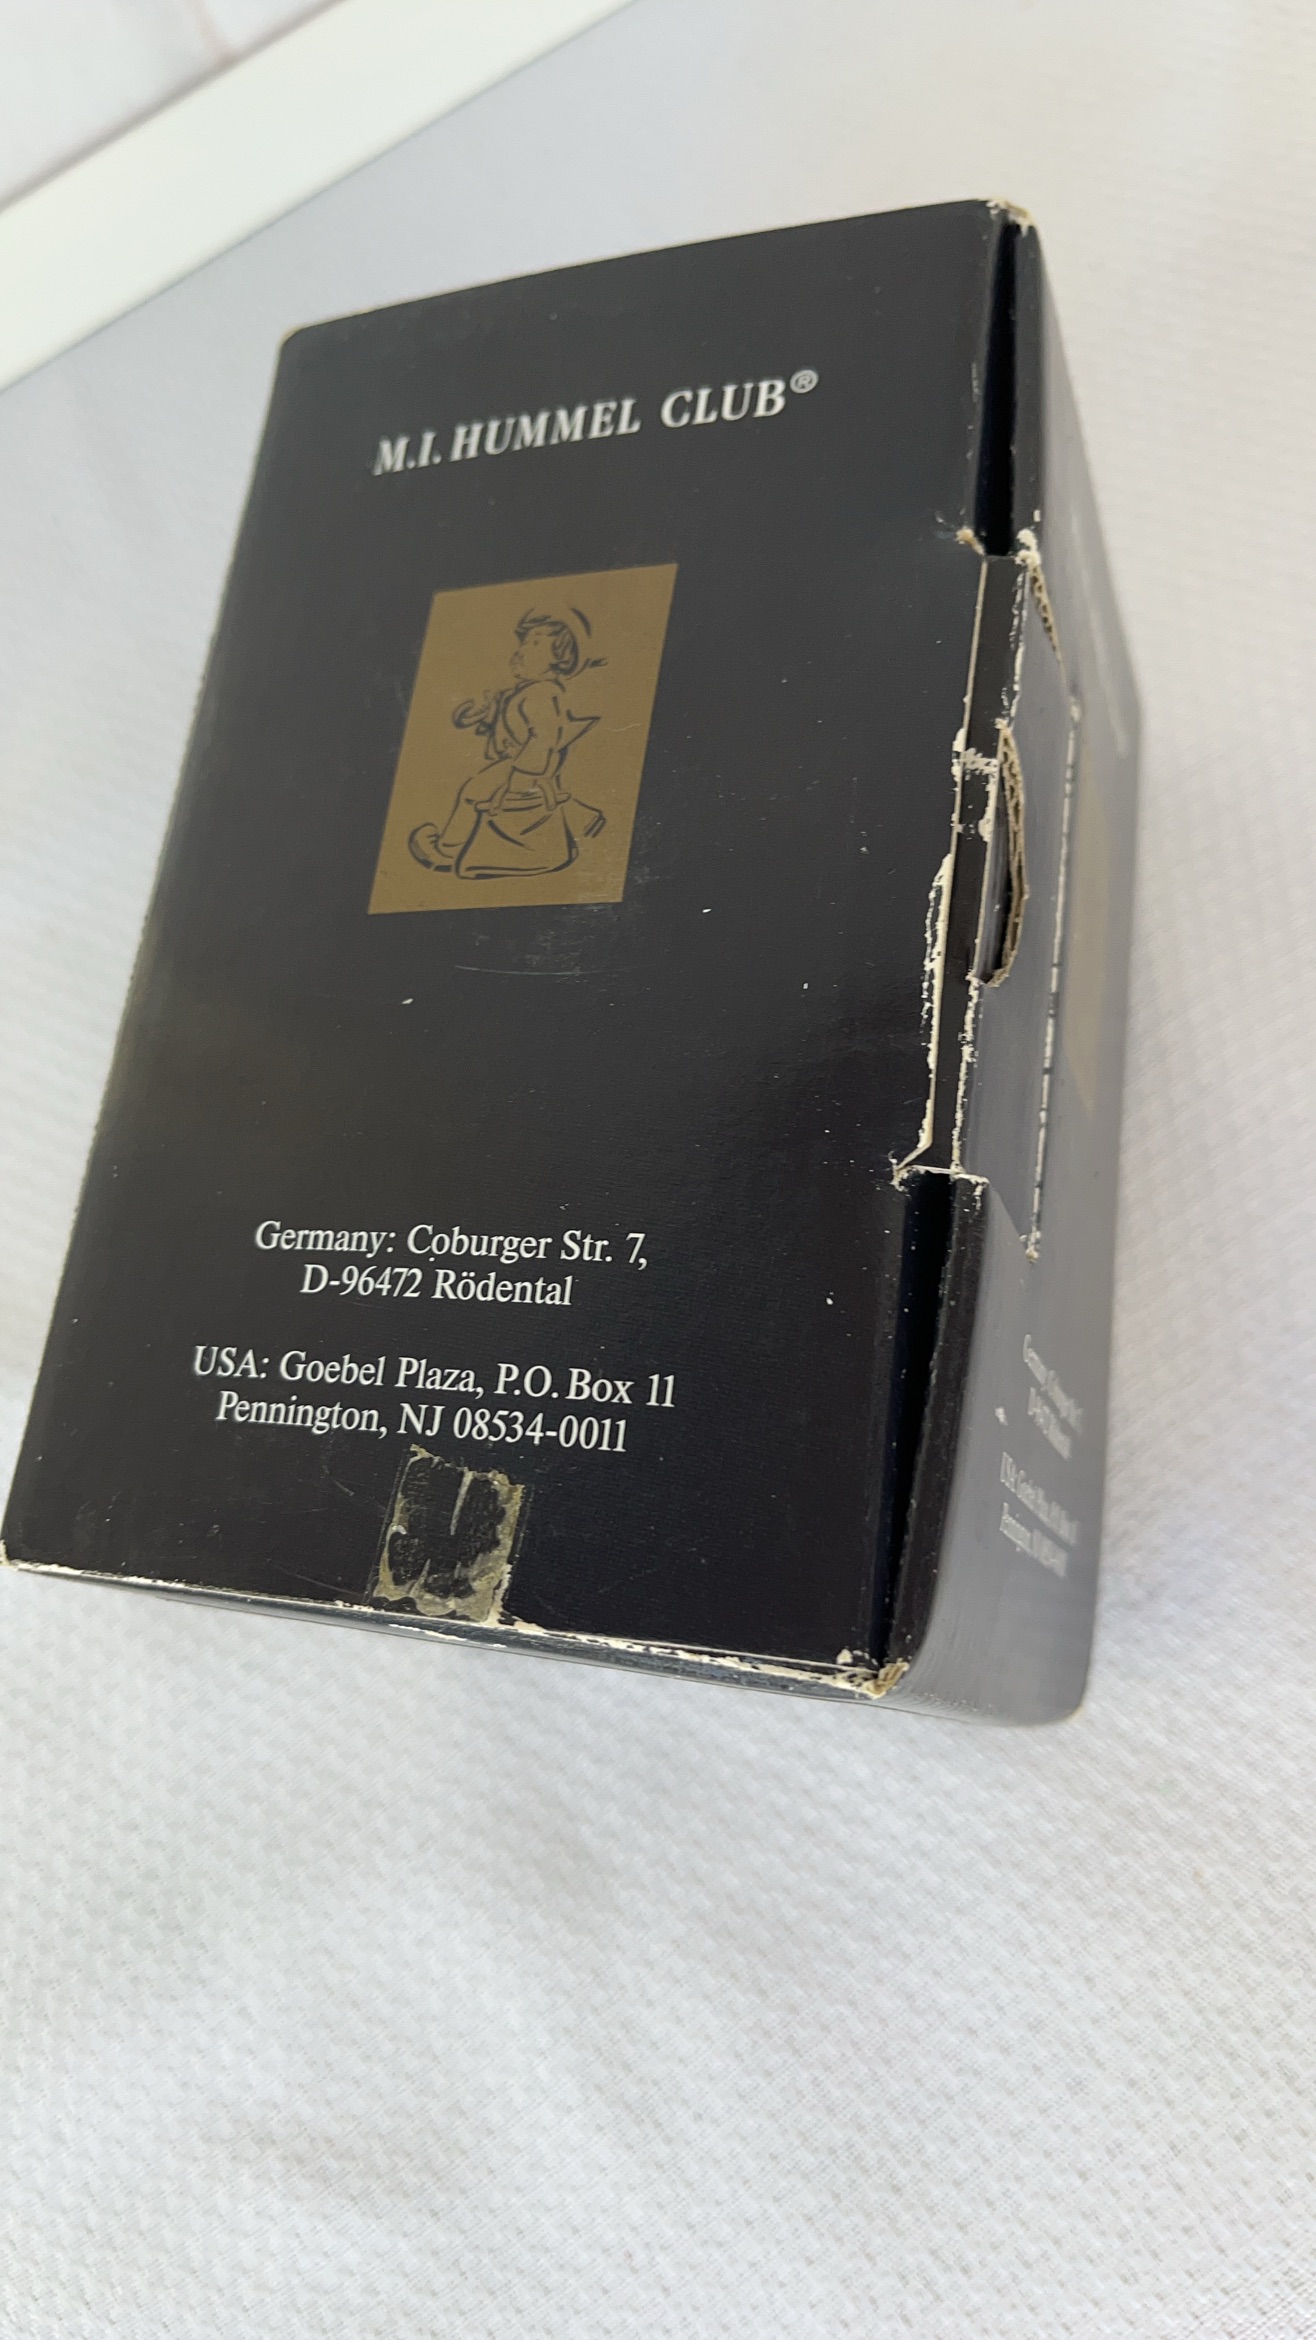 M.I. HUMMEL CLUB®
Germany: Coburger Str. 7,
D-96472 Rödental
USA: Goebel Plaza, P.O. Box 11
Pennington, NJ 08534-0011